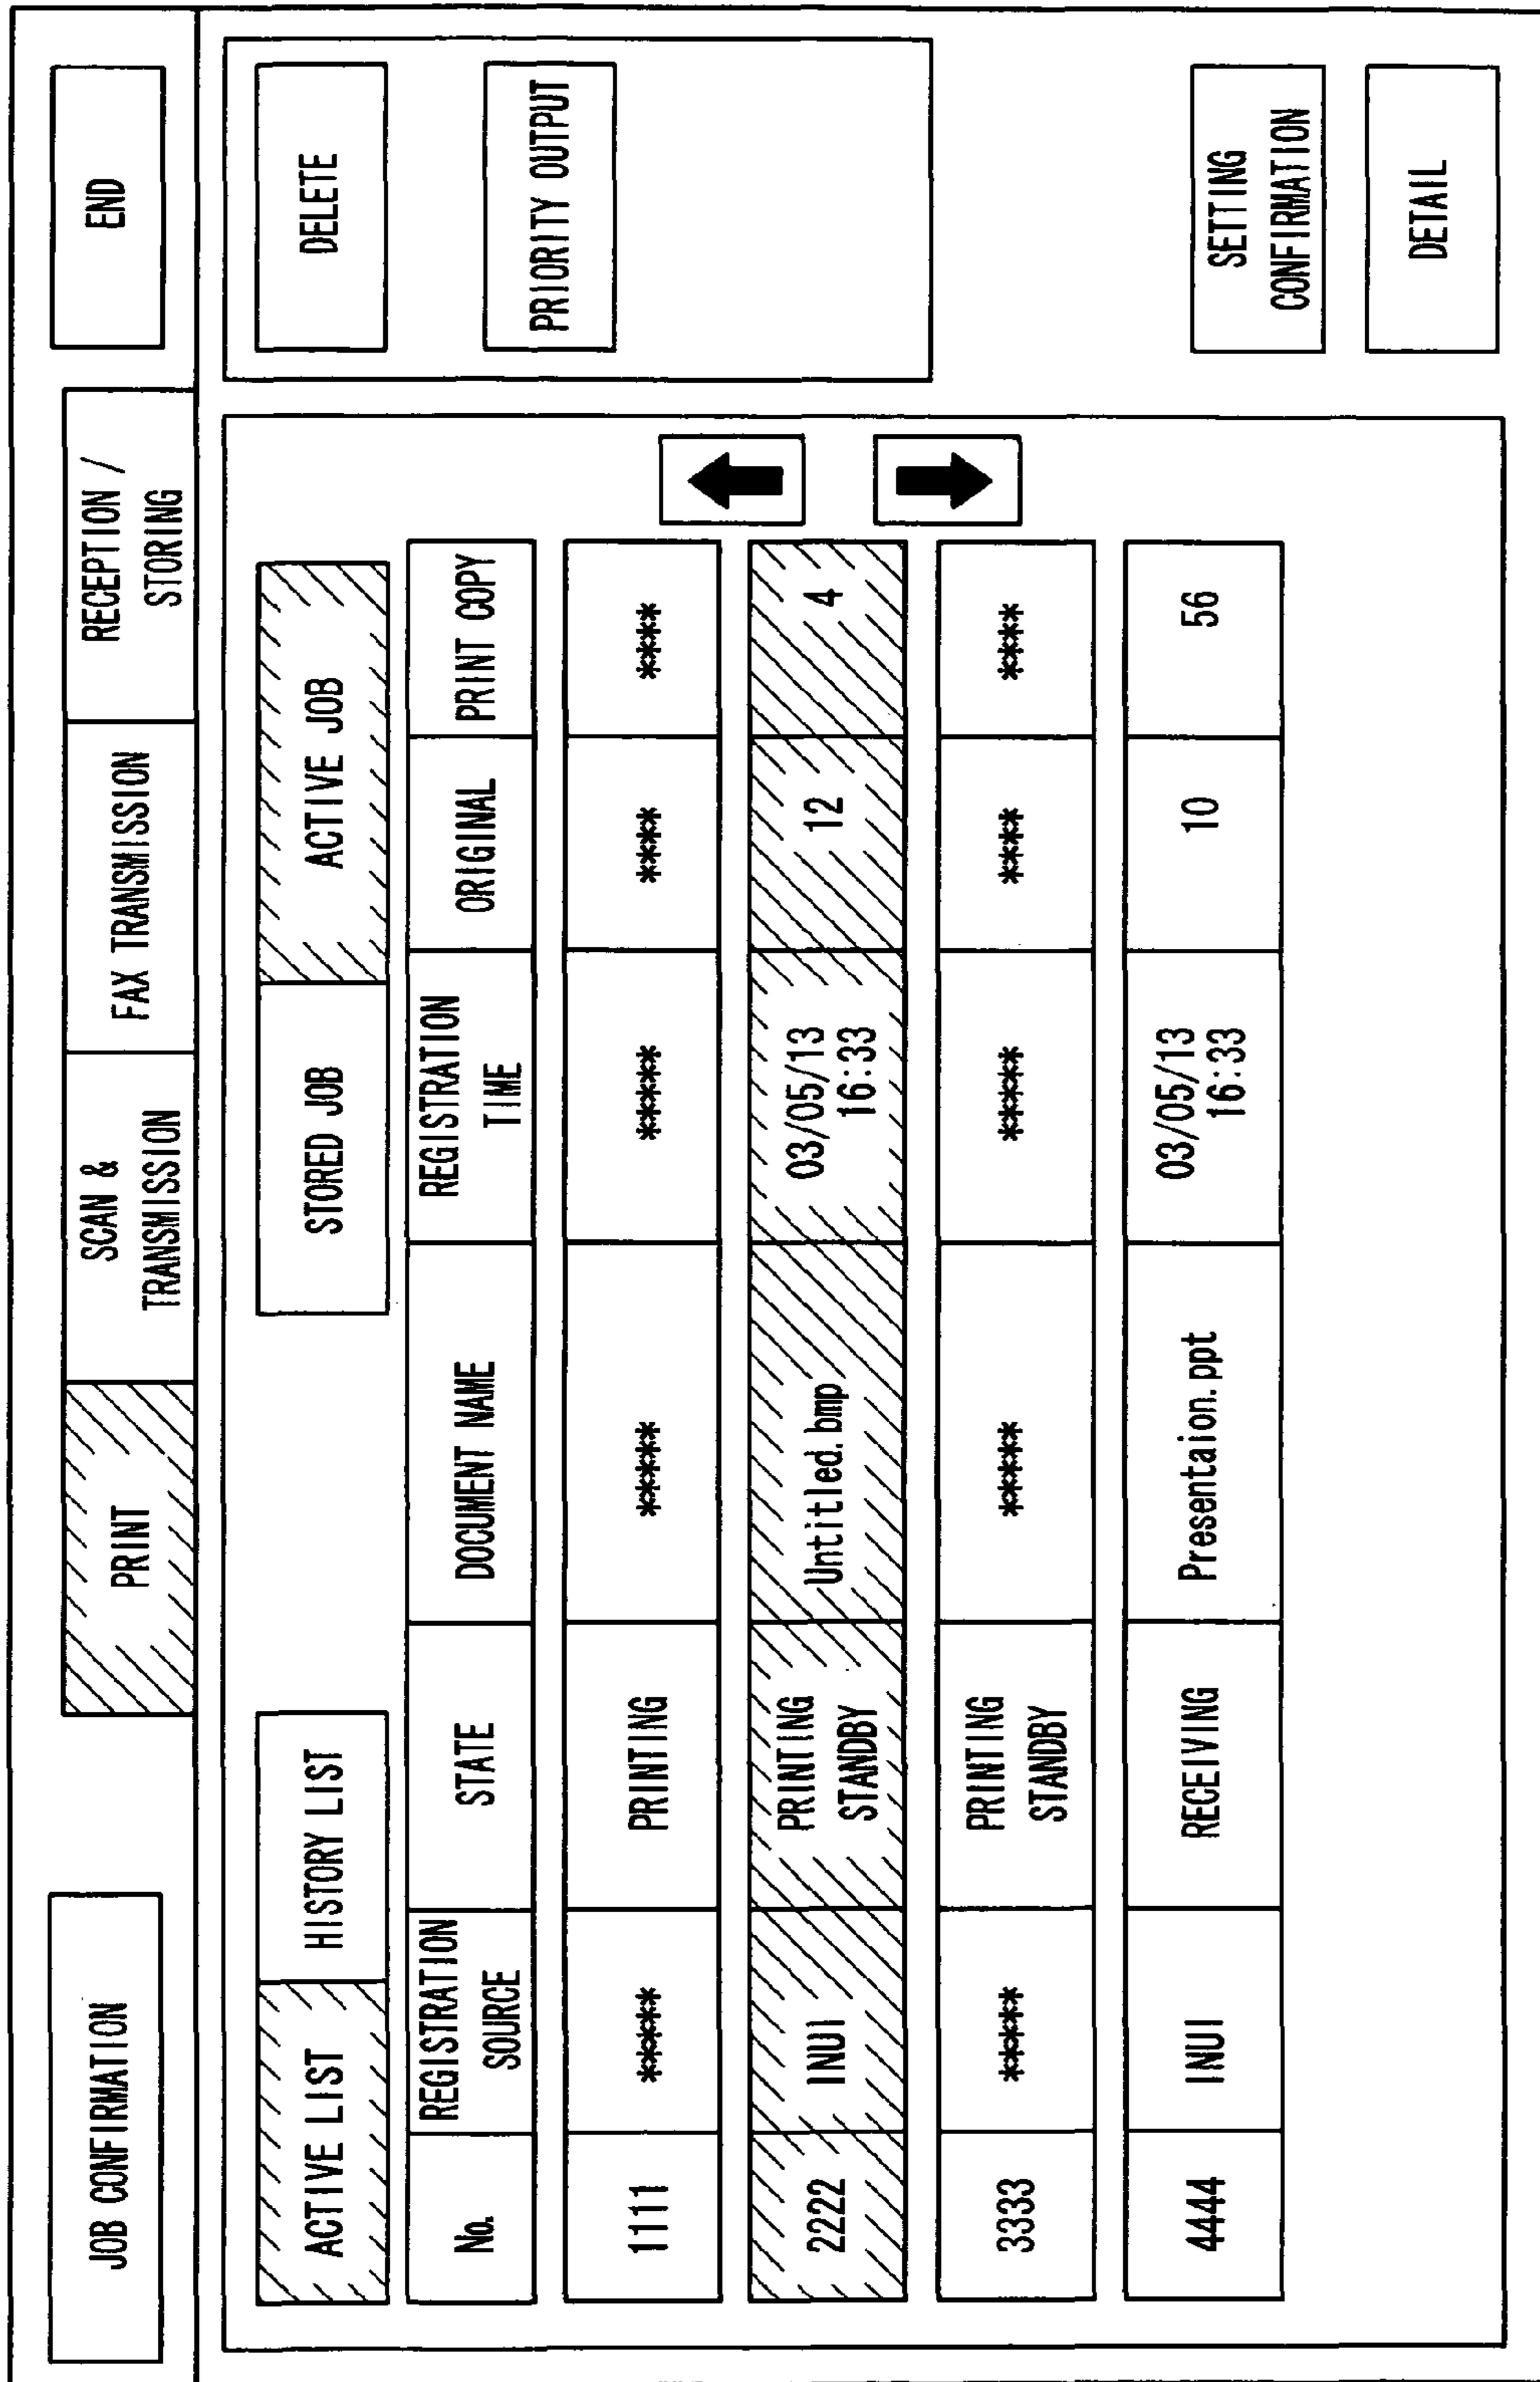 JOB CONFIRMATION
END
PRINT
SCAN &
TRANSMISSION
FAX TRANSMISSION
RECEPTION /
STORING
ACTIVE LIST
HISTORY LIST
STORED JOB
ACTIVE JOB
No.
REGISTRATION
SOURCE
STATE
DOCUMENT NAME
REGISTRATION
TIME
ORIGINAL
PRINT COPY
1111
*****
PRINTING
*****
*****
****
****
2222
INUI
PRINTING
STANDBY
Untitled.bmp
03/05/13
16:33
12
4
3333
*****
PRINTING
STANDBY
*****
*****
****
****
4444
INUI
RECEIVING
Presentaion.ppt
03/05/13
16:33
10
56
DELETE
PRIORITY OUTPUT
SETTING
CONFIRMATION
DETAIL